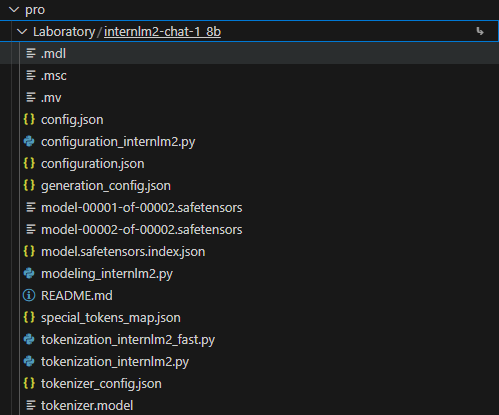 pro
Laboratory / internlm2-chat-1_8b
.mdl
.msc
.mv
config.json
configuration_internlm2.py
configuration.json
generation_config.json
model-00001-of-00002.safetensors
model-00002-of-00002.safetensors
model.safetensors.index.json
modeling_internlm2.py
README.md
special_tokens_map.json
tokenization_internlm2_fast.py
tokenization_internlm2.py
tokenizer_config.json
tokenizer.model